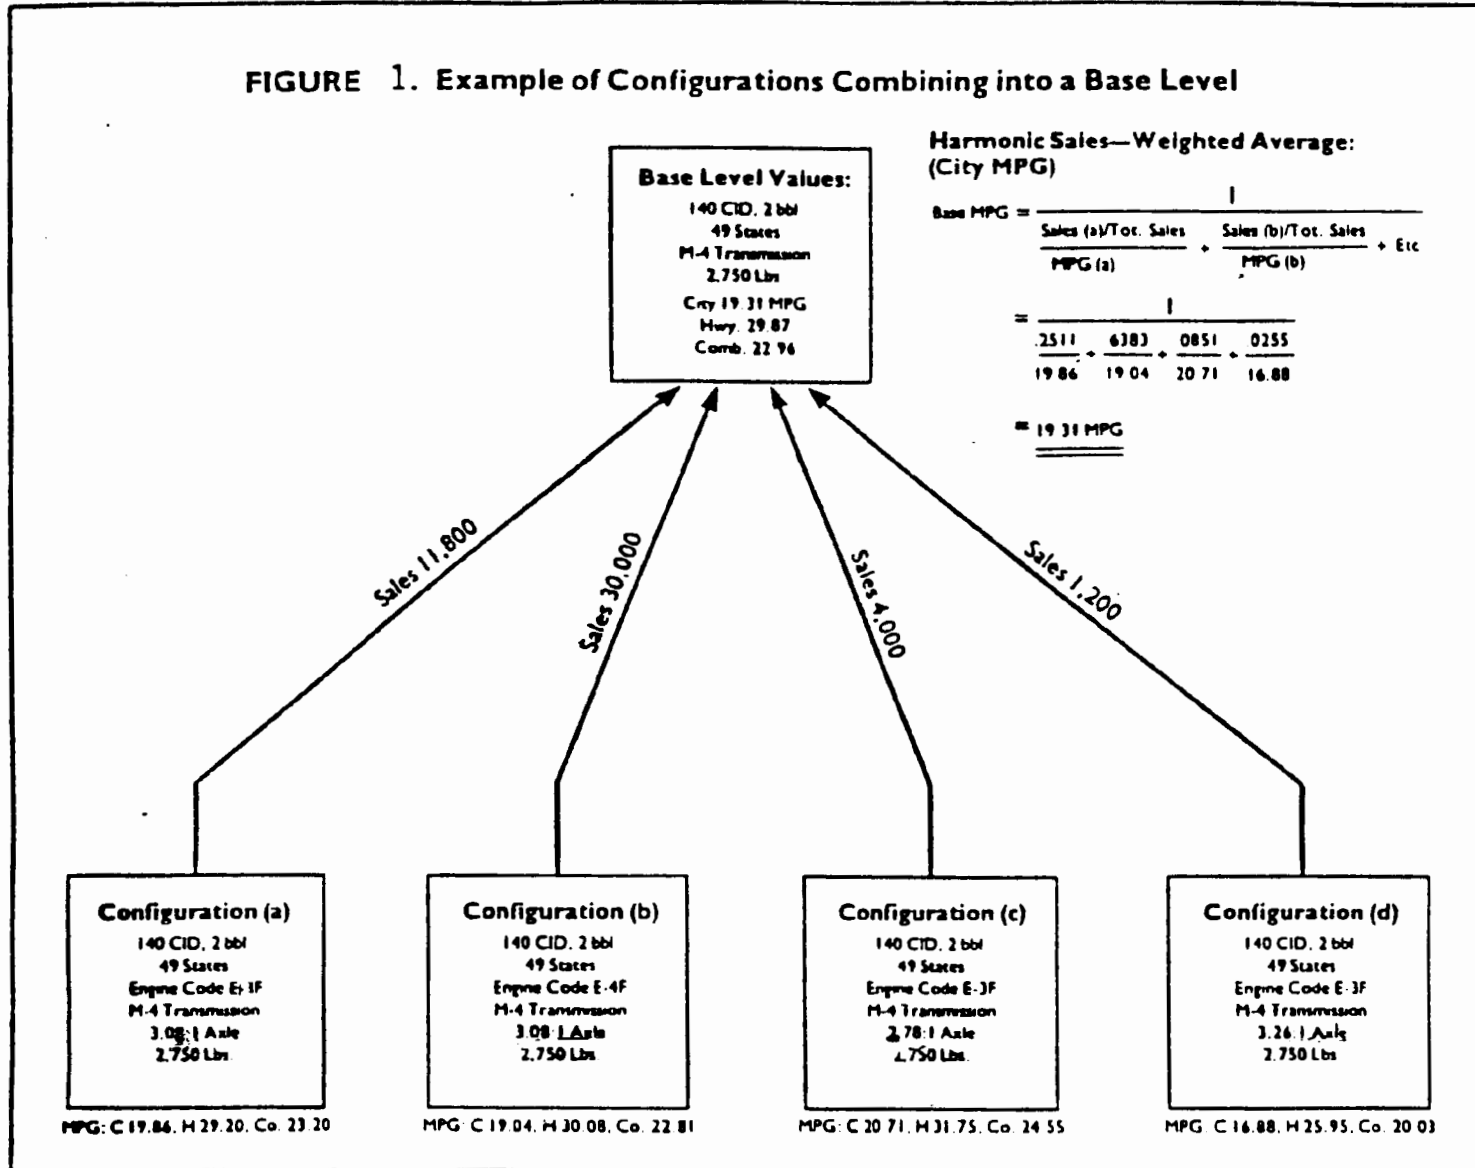 FIGURE 1. Example of Configurations Combining into a Base Level
Harmonic Sales—Weighted Average:
(City MPG)
Base MPG = 1
Sales (a)/Tot. Sales + Sales (b)/Tot. Sales + Etc
MPG (a) MPG (b)
= 1
.2511 + 6383 + 0851 + 0255
19 86 19 04 20 71 16.88
= 19 31 MPG
Base Level Values:
140 CID, 2 bbl
49 States
M-4 Transmission
2,750 Lbs
City 19.31 MPG
Hwy. 29.87
Comb. 22 96
Sales 11,800
Sales 30,000
Sales 4,000
Sales 1,200
Configuration (a)
140 CID, 2 bbl
49 States
Engine Code
M-4 Transmission
3.08:1 Axle
2,750 Lbs.
MPG: C 19.86, H 29.20, Co. 23.20
Configuration (b)
140 CID, 2 bbl
49 States
Engine Code E-4F
M-4 Transmission
3.08:1 Axle
2,750 Lbs
MPG: C 19.04, H 30.08, Co. 22 81
Configuration (c)
140 CID, 2 bbl
49 States
Engine Code E-3F
M-4 Transmission
2.78:1 Axle
2,750 Lbs.
MPG: C 20 71, H 31.75, Co. 24 55
Configuration (d)
140 CID, 2 bbl
49 States
Engine Code E-3F
M-4 Transmission
3.26:1 Axle
2,750 Lbs
MPG. C 16.88, H 25.95, Co. 20 03